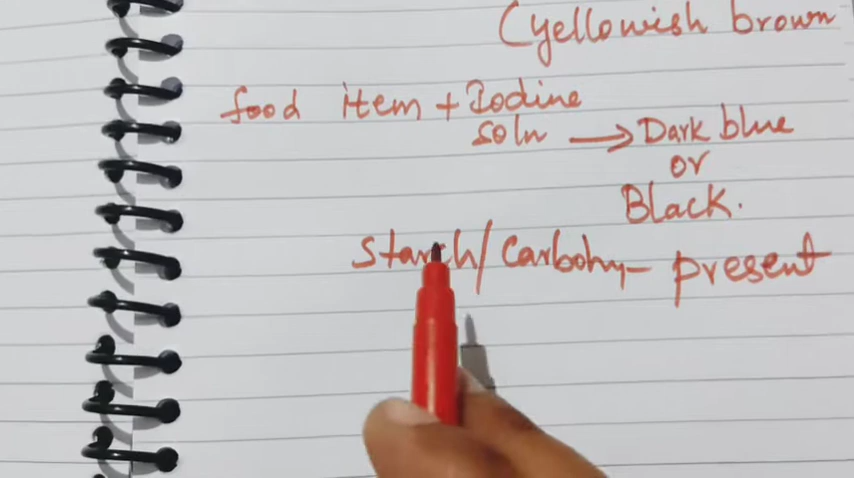 (yellowish brown
food item + Iodine
soln → Dark blue
or
Black.
Starch/Carbohy- present